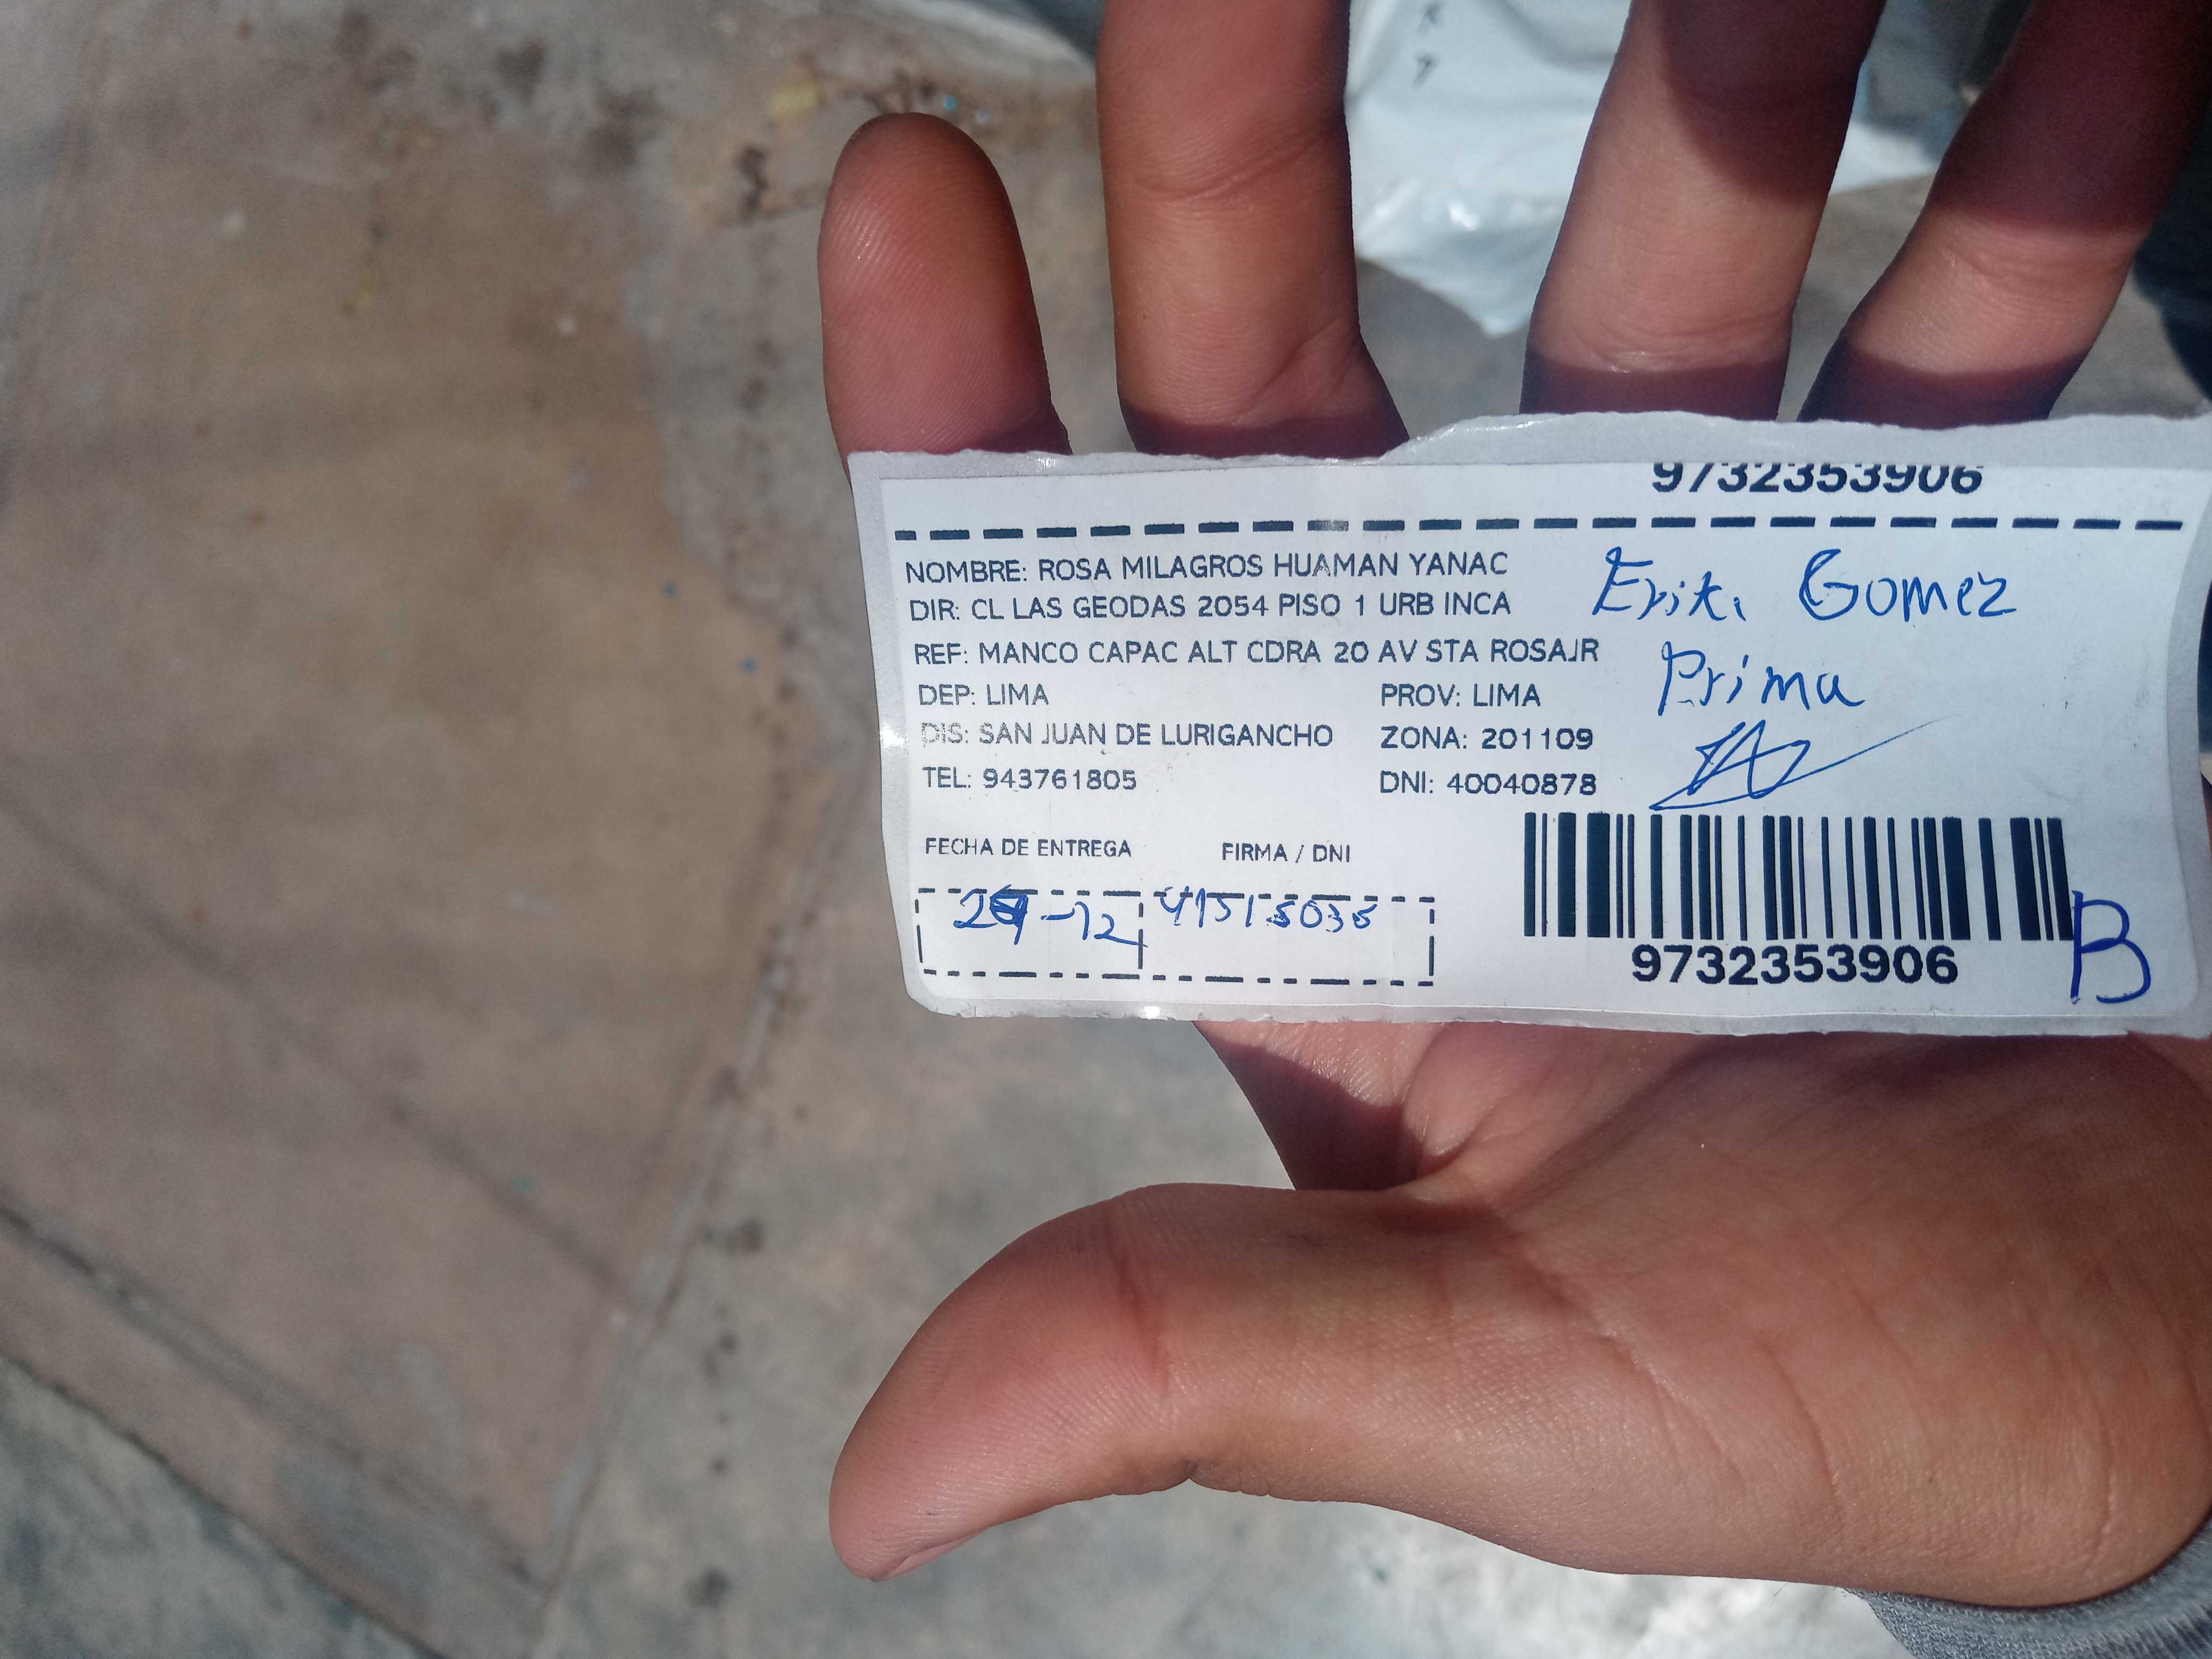 9732353906
NOMBRE: ROSA MILAGROS HUAMAN YANAC
DIR: CL LAS GEODAS 2054 PISO 1 URB INCA
REF: MANCO CAPAC ALT CDRA 20 AV STA ROSAJR
DEP: LIMA PROV: LIMA
DIS: SAN JUAN DE LURIGANCHO ZONA: 201109
TEL: 943761805 DNI: 40040878
Gomez
Prima
FECHA DE ENTREGA FIRMA / DNI
9732353906
B